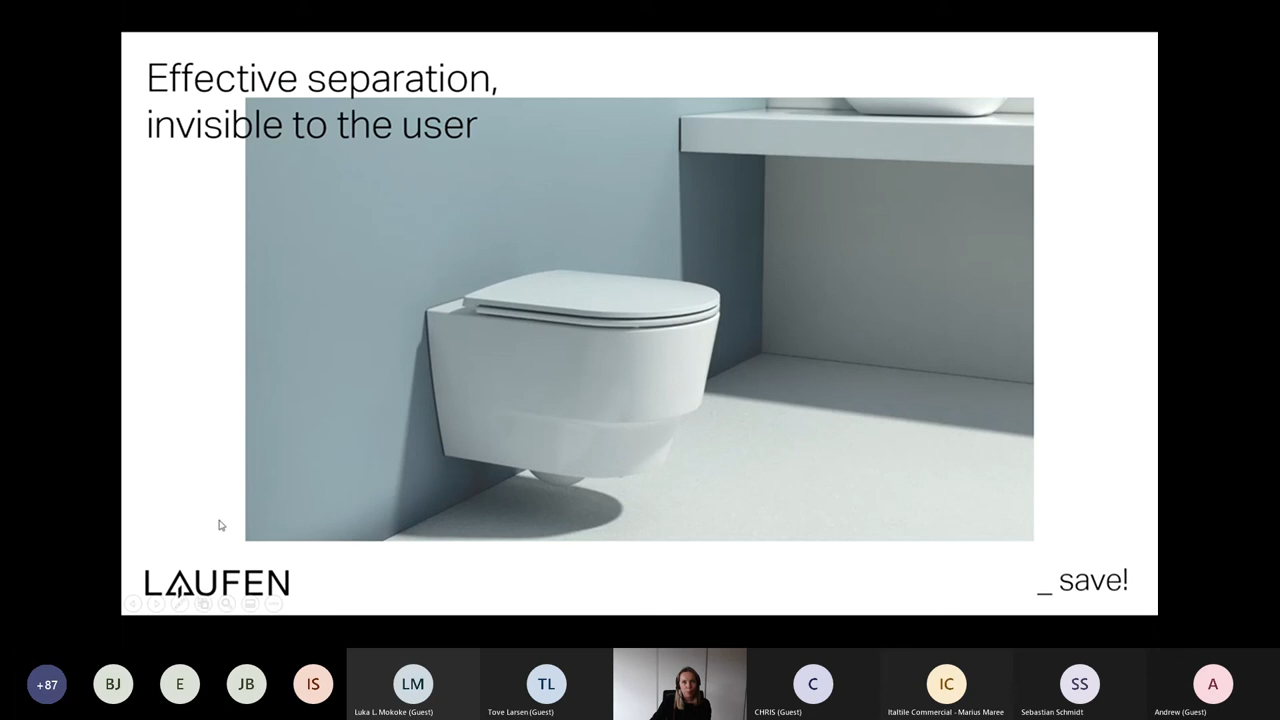 Effective separation,
invisible to the user
LAUFEN
_ save!
+87
BJ
E
JB
IS
LM
TL
C
IC
SS
A
Luka L. Mokoke (Guest)
Tove Larsen (Guest)
CHRIS (Guest)
Italtile Commercial - Marius Maree
Sebastian Schmidt
Andrew (Guest)